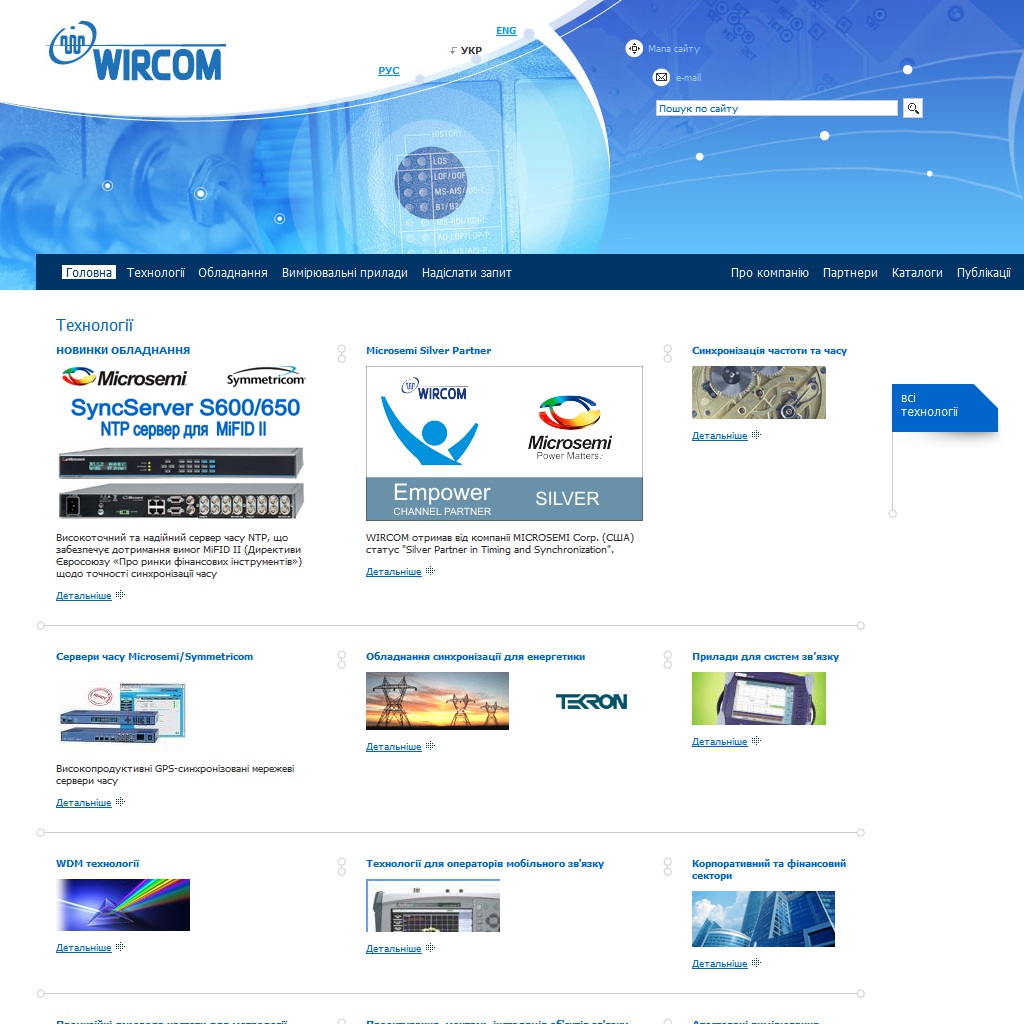 WIRCOM
ENG
УКР
РУС
Мапа сайту
e-mail
Пошук по сайту
HISTORY
LOS
LOF/OOF
MS-AIS/AIS-L
B1/B2
AU-LOP/LOP-P
AU-AIS/AIS-P
Головна Технології Обладнання Вимірювальні прилади Надіслати запит Про компанію Партнери Каталоги Публікації
Технології
НОВИНКИ ОБЛАДНАННЯ
Microsemi Symmetricom
SyncServer S600/650
NTP сервер для MiFID II
Високоточний та надійний сервер часу NTP, що
забезпечує дотримання вимог MiFID II (Директиви
Євросоюзу «Про ринки фінансових інструментів»)
щодо точності синхронізації часу
Детальніше
Microsemi Silver Partner
WIRCOM
Microsemi
Power Matters.
Empower
CHANNEL PARTNER
SILVER
WIRCOM отримав від компанії MICROSEMI Corp. (США)
статус "Silver Partner in Timing and Synchronization".
Детальніше
Синхронізація частоти та часу
Детальніше
всі
технології
Сервери часу Microsemi/Symmetricom
Високопродуктивні GPS-синхронізовані мережеві
сервери часу
Детальніше
Обладнання синхронізації для енергетики
TEKRON
Детальніше
Прилади для систем зв’язку
Детальніше
WDM технології
Детальніше
Технології для операторів мобільного зв'язку
Детальніше
Корпоративний та фінансовий
сектори
Детальніше